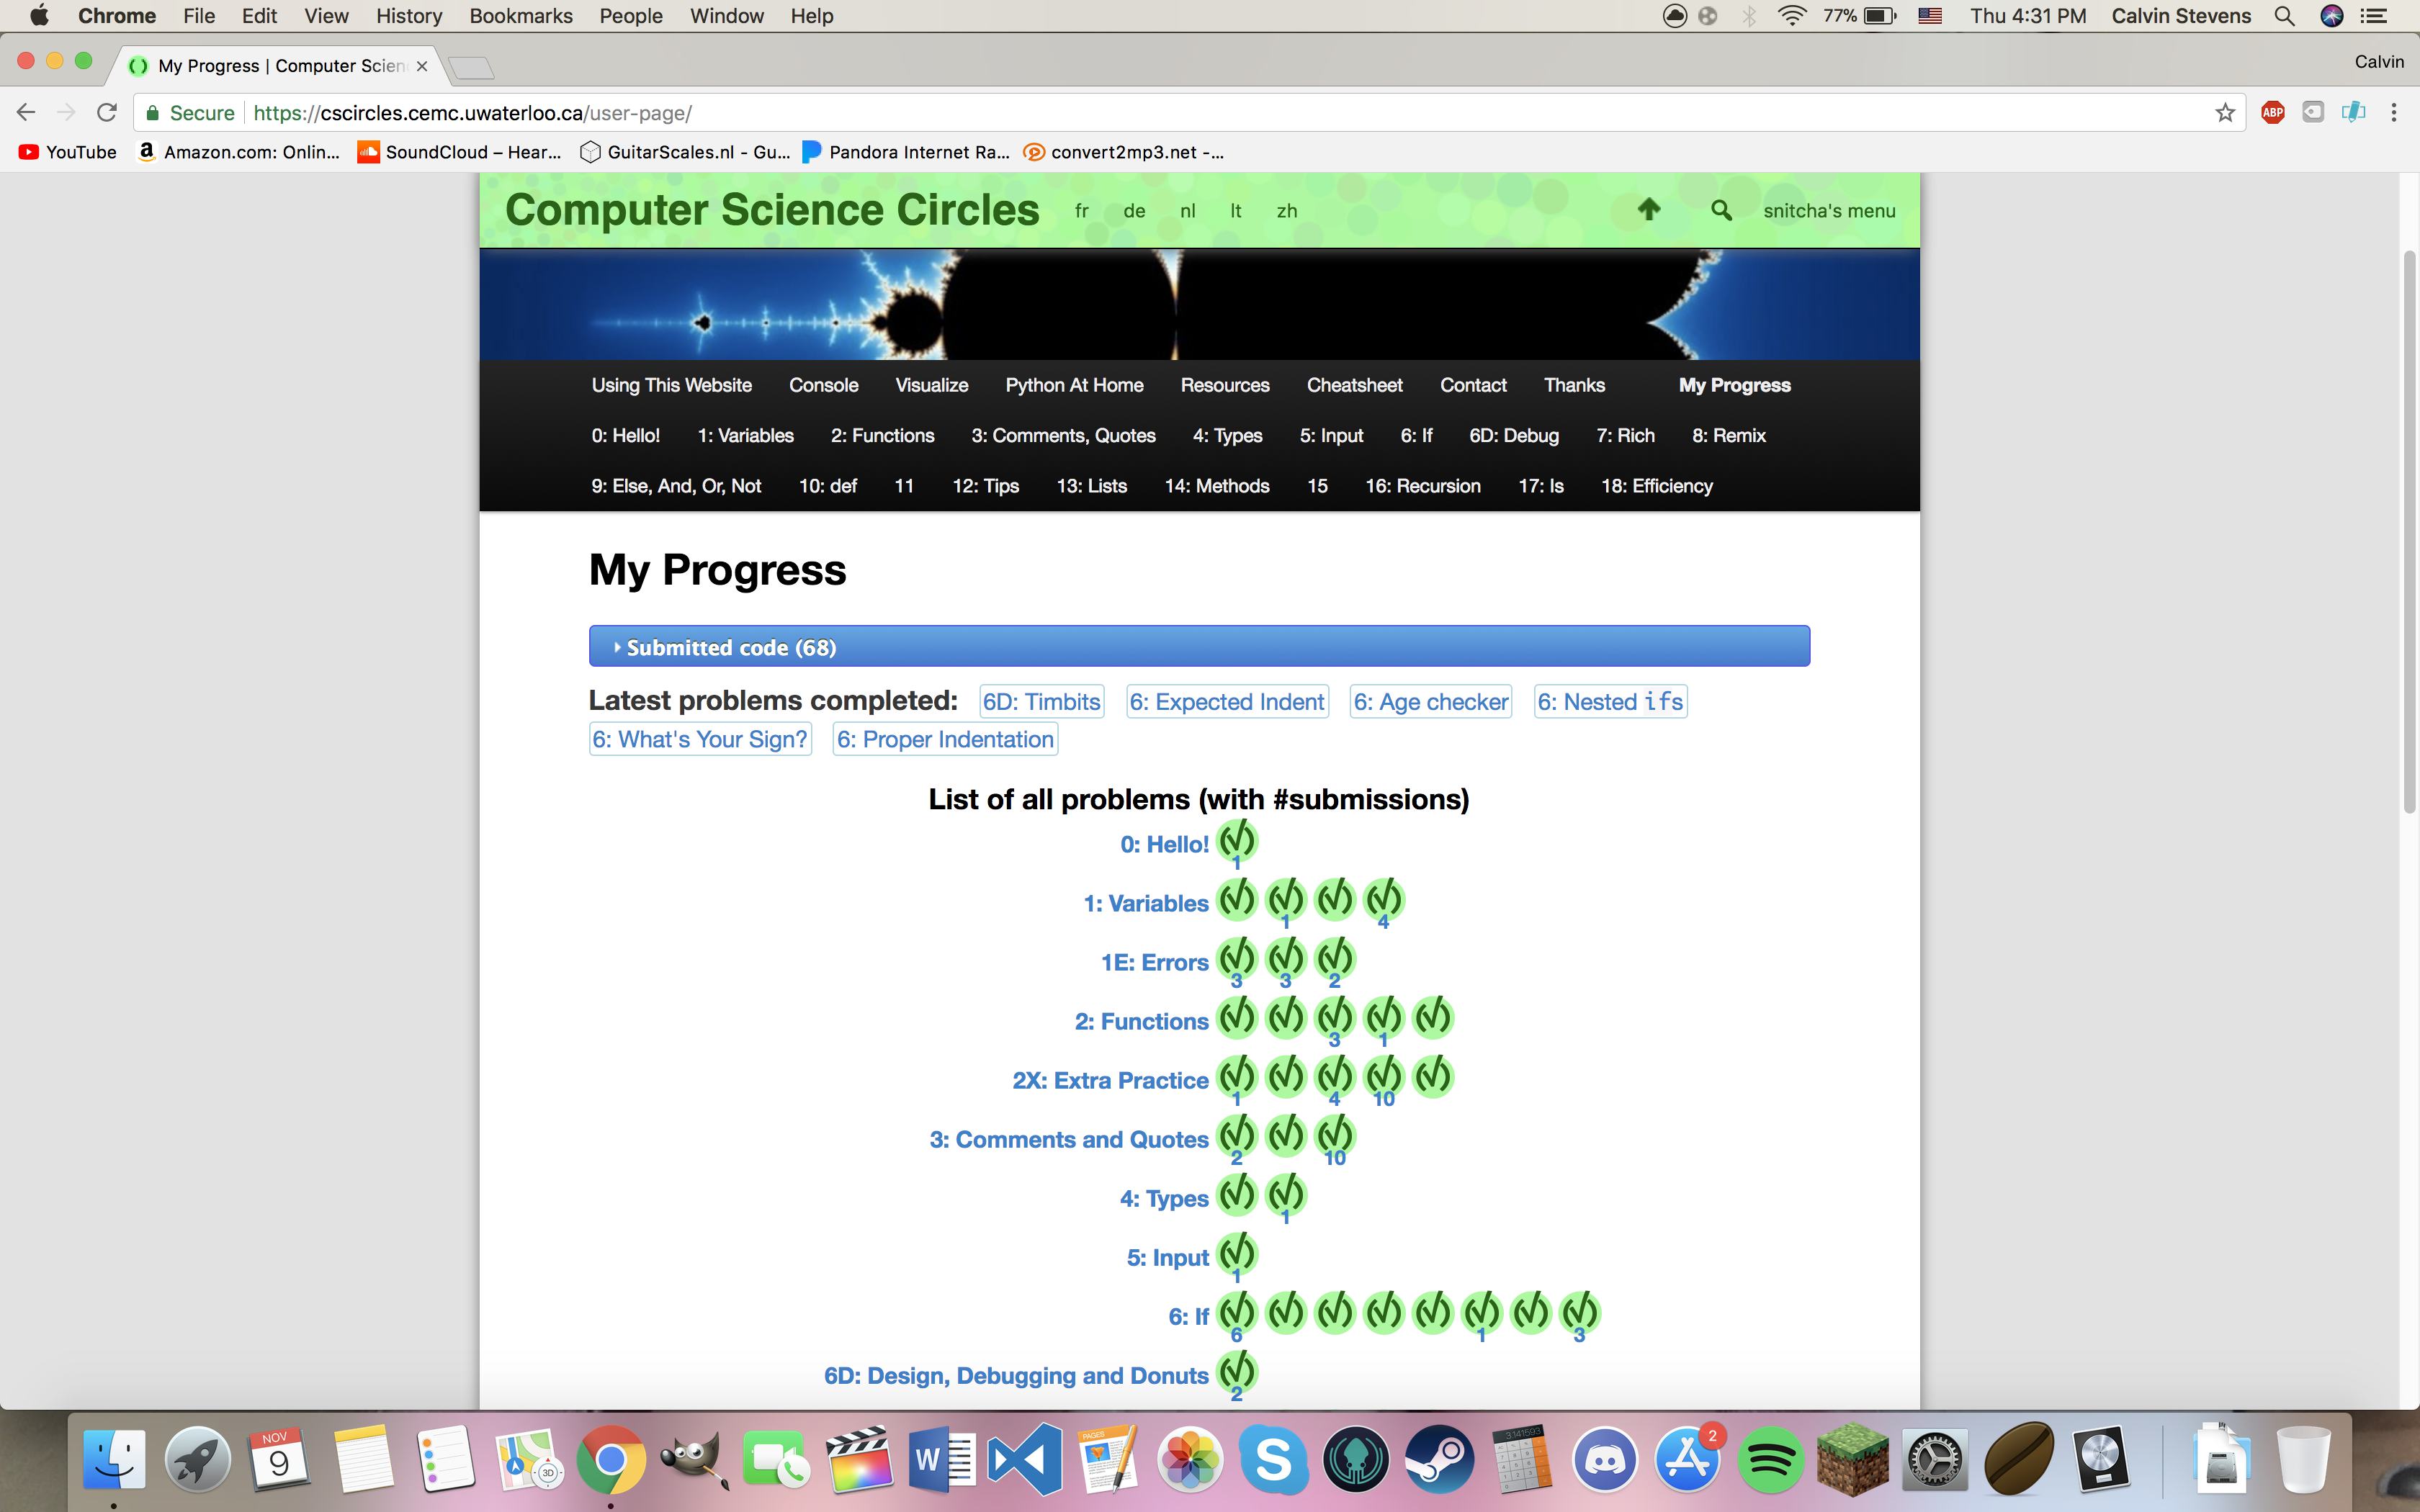 Chrome File Edit View History Bookmarks People Window Help 77% Thu 4:31 PM Calvin Stevens
My Progress | Computer Scien Calvin
Secure https://cscircles.cemc.uwaterloo.ca/user-page/ ABP
YouTube Amazon.com: Onlin... SoundCloud – Hear... GuitarScales.nl - Gu... Pandora Internet Ra... convert2mp3.net -...
Computer Science Circles fr de nl lt zh snitcha's menu
Using This Website Console Visualize Python At Home Resources Cheatsheet Contact Thanks My Progress
0: Hello! 1: Variables 2: Functions 3: Comments, Quotes 4: Types 5: Input 6: If 6D: Debug 7: Rich 8: Remix
9: Else, And, Or, Not 10: def 11 12: Tips 13: Lists 14: Methods 15 16: Recursion 17: Is 18: Efficiency
My Progress
Submitted code (68)
Latest problems completed: 6D: Timbits 6: Expected Indent 6: Age checker 6: Nested ifs
6: What's Your Sign? 6: Proper Indentation
List of all problems (with #submissions)
0: Hello!
1
1: Variables
1 4
1E: Errors
3 3 2
2: Functions
3 1
2X: Extra Practice
1 4 10
3: Comments and Quotes
2 10
4: Types
1
5: Input
1
6: If
6 1 3
6D: Design, Debugging and Donuts
2
NOV
9
3D
W
PAGES
S
3.141593
2